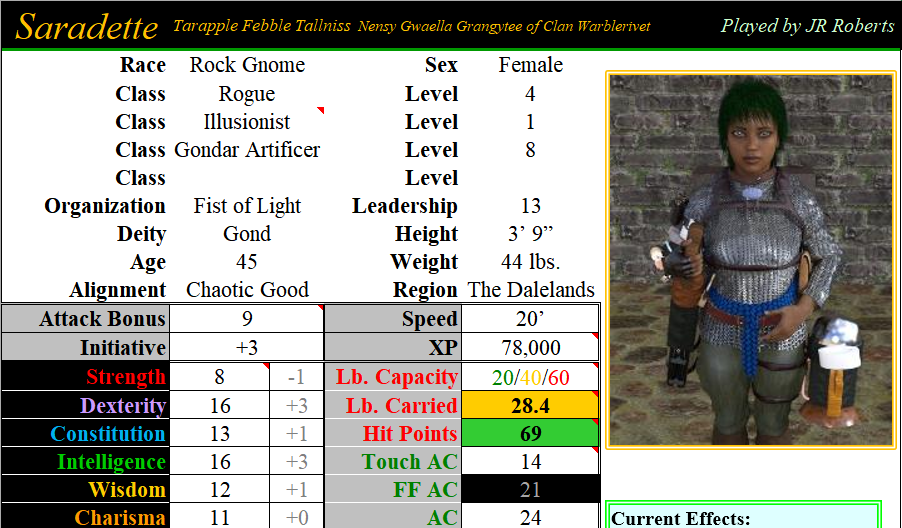 Saradette Tarapple Febble Tallniss Nensy Gwaella Grangytee of Clan Warblerivet Played by JR Roberts
Race Rock Gnome Sex Female
Class Rogue Level 4
Class Illusionist Level 1
Class Gondar Artificer Level 8
Class Level
Organization Fist of Light Leadership 13
Deity Gond Height 3’ 9”
Age 45 Weight 44 lbs.
Alignment Chaotic Good Region The Dalelands
Attack Bonus 9 Speed 20’
Initiative +3 XP 78,000
Strength 8 -1 Lb. Capacity 20/40/60
Dexterity 16 +3 Lb. Carried 28.4
Constitution 13 +1 Hit Points 69
Intelligence 16 +3 Touch AC 14
Wisdom 12 +1 FF AC 21
Charisma 11 +0 AC 24
Current Effects: